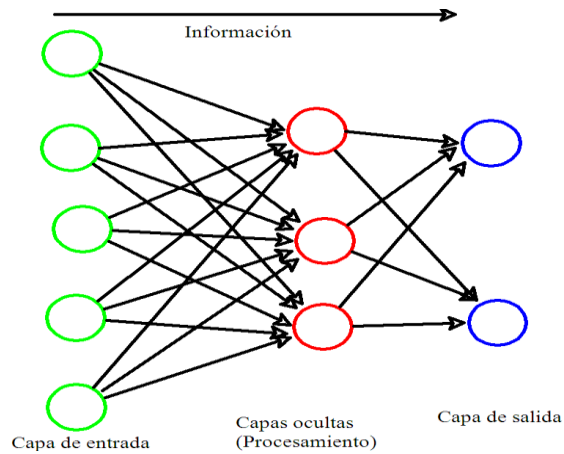 Información
Capa de entrada
Capas ocultas
(Procesamiento)
Capa de salida